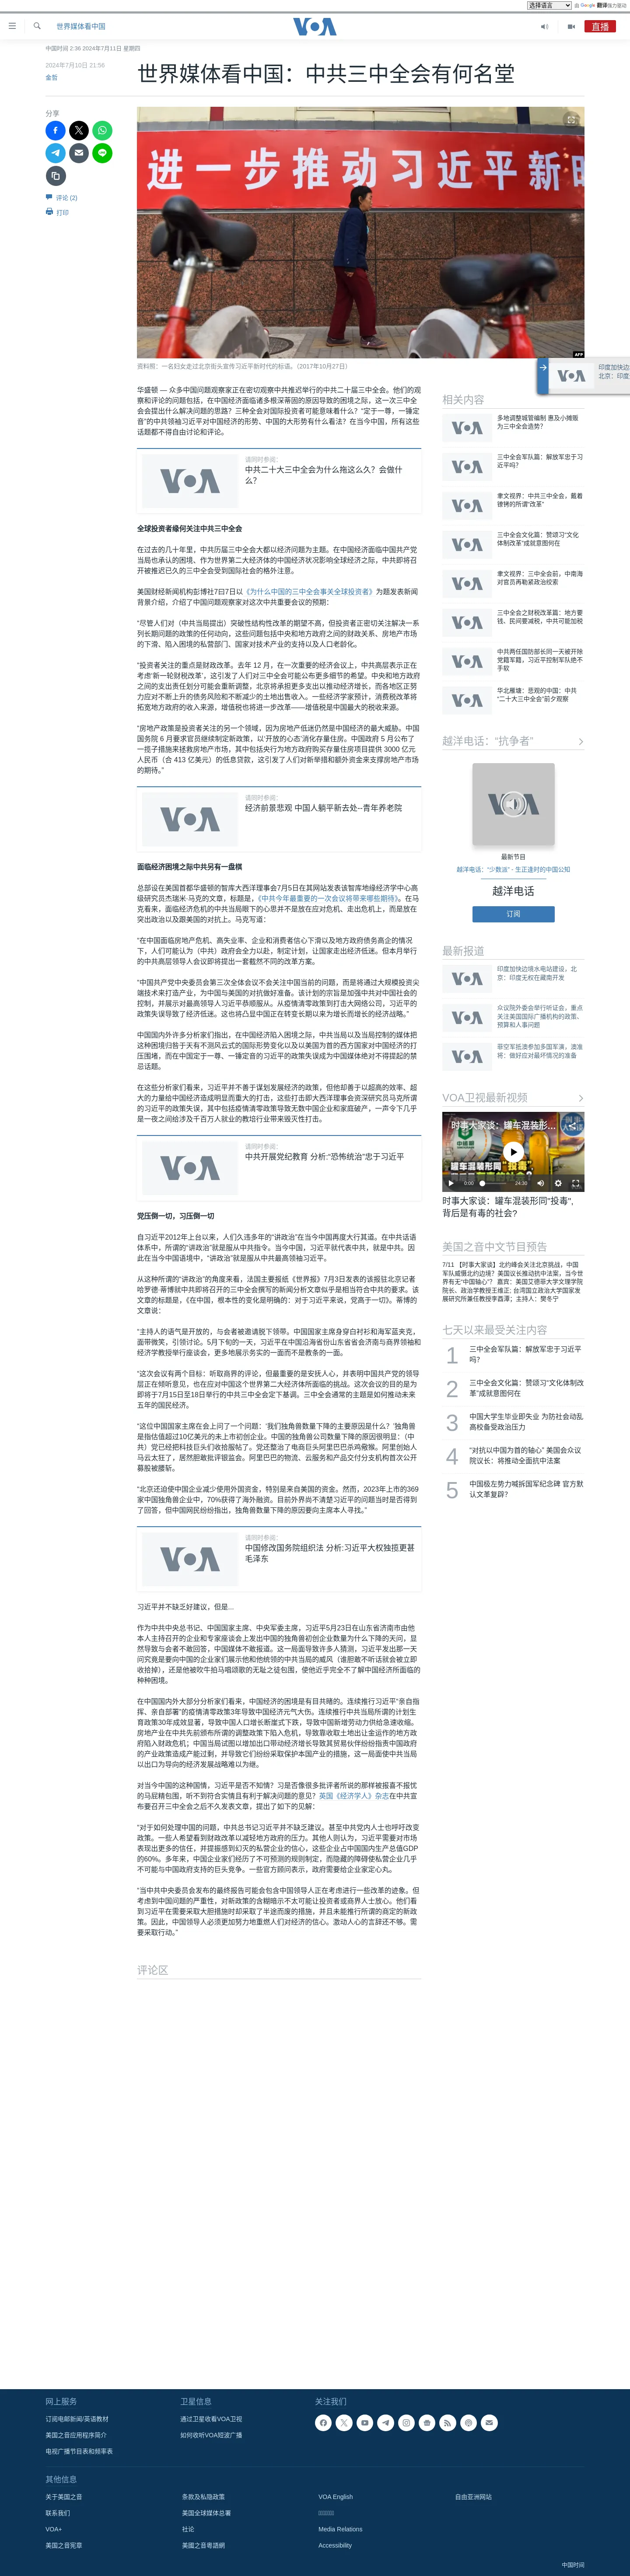 选择语言 由 Google 翻译强力驱动
世界媒体看中国
VOA
直播
中国时间 2:36 2024年7月11日 星期四
2024年7月10日 21:56
金哲
世界媒体看中国：中共三中全会有何名堂
分享
评论 (2)
打印
进一步推动习近平新时
AFP
资料照：一名妇女走过北京街头宣传习近平新时代的标语。（2017年10月27日）
华盛顿 — 众多中国问题观察家正在密切观察中共推迟举行的中共二十届三中全会。他们的观
察和评论的问题包括，在中国经济面临诸多根深蒂固的原因导致的困境之际，这一次三中全
会会提出什么解决问题的思路？三种全会对国际投资者可能意味着什么？“定于一尊，一锤定
音”的中共领袖习近平对中国经济的形势、中国的大形势有什么看法？在当今中国，所有这些
话题都不得自由讨论和评论。
请同时参阅：
中共二十大三中全会为什么拖这么久？会做什
么？
全球投资者缘何关注中共三中全会
在过去的几十年里，中共历届三中全会大都以经济问题为主题。在中国经济面临中国共产党
当局也承认的困境、作为世界第二大经济体的中国的经济状况影响全球经济之际，中共即将召
开被推迟已久的三中全会受到国际社会的格外注意。
美国财经新闻机构彭博社7日7日以《为什么中国的三中全会事关全球投资者》为题发表新闻
背景介绍，介绍了中国问题观察家对这次中共重要会议的预期：
“尽管人们对（中共当局提出）突破性结构性改革的期望不高，但投资者正密切关注解决一系
列长期问题的政策的任何动向，这些问题包括中央和地方政府之间的财政关系、房地产市场
的下滑、陷入困境的私营部门、国家对技术产业的支持以及人口老龄化。
“投资者关注的重点是财政改革。去年 12 月，在一次重要的经济会议上，中共高层表示正在
考虑‘新一轮财政税革’，这引发了人们的猜测，即这将是今年全会的焦点。中央和地方政府之
间的支出责任划分可能会重新调整，北京将承担更多支出以推动经济增长，而各地区正努
力应对不断上升的债务风险和不断减少的土地出售收入。一些经济学家预计，消费税改革将
拓宽地方政府的收入来源，增值税也将进一步改革——增值税是中国最大的税收来源。
“房地产政策是投资者关注的另一个领域，因为房地产低迷仍然是中国经济的最大威胁。中国
国务院 6 月要求官员继续制定新政策，以‘开放的心态’消化存量住房。中国政府 5 月公布了
一揽子措施来拯救房地产市场，其中包括央行为地方政府购买存量住房项目提供 3000 亿元
人民币（合 413 亿美元）的低息贷款，这引发了人们对新举措和额外资金来支撑房地产市场
的期待。”
请同时参阅：
经济前景悲观 中国人躺平新去处--青年养老院
面临经济困境之际中共另有一盘棋
总部设在美国首都华盛顿的智库大西洋理事会7月5日在其网站发表该智库地缘经济学中心高
级研究员杰瑞米·马克的文章，标题是，《中共今年最重要的一次会议将带来哪些期待》。在马
克看来，面临经济危机的中共当局眼下的心思并不是放在应对危机、走出危机，而是放在
突出政治以及跟美国的对抗上。马克写道：
“在中国面临房地产危机、高失业率、企业和消费者信心下滑以及地方政府债务高企的情况
下，人们可能认为（中共）政府会全力以赴，制定计划，让国家走出经济低迷。但本月举行
的中共高层领导人会议即将提出一套截然不同的改革方案。
“中国共产党中央委员会第三次全体会议不会关注中国当前的问题，而是将通过大规模投资尖
端技术来打造产业，为中国与美国的对抗做好准备。该计划的宗旨是加强中共对中国社会的
控制，并展示对最高领导人习近平恭顺服从。从疫情清零政策到打击大网络公司，习近平的
政策失误导致了经济低迷。这也将凸显中国正在转变长期以来为增长而增长的经济战略。”
中国国内外许多分析家们指出，在中国经济陷入困境之际，中共当局以及当局控制的媒体把
这种困境归咎于天有不测风云式的国际形势变化以及以美国为首的西方国家对中国经济的打
压围堵，而在中国定于一尊、一锤定音的习近平的政策失误成为中国媒体绝对不得提起的禁
忌话题。
在这些分析家们看来，习近平并不善于谋划发展经济的政策，但他却善于以超高的效率、超
大的力量给中国经济造成明显而重大的打击，这些打击即大西洋理事会资深研究员马克所谓
的习近平的政策失误，其中包括疫情清零政策导致无数中国企业和家庭破产，一声令下几乎
是一夜之间给涉及千百万人就业的教培行业带来毁灭性打击。
请同时参阅：
中共开展党纪教育 分析:“恐怖统治”忠于习近平
党压倒一切，习压倒一切
自习近平2012年上台以来，人们久违多年的“讲政治”在当今中国再度大行其道。在中共话语
体系中，所谓的“讲政治”就是服从中共指令。当今中国，习近平就代表中共，就是中共。因
此在当今中国语境中，“讲政治”就是服从中共最高领袖习近平。
从这种所谓的“讲政治”的角度来看，法国主要报纸《世界报》7月3日发表的该报驻北京记者
哈罗德·蒂博就中共即将召开的三中全会撰写的新闻分析文章似乎是相当符合中共的要求。该
文章的标题是，《在中国，根本性的变化是明确的：对于习近平来说，党高于一切》。蒂博的
文章说：
“主持人的语气是开放的，与会者被邀请脱下领带。中国国家主席身穿白衬衫和海军蓝夹克，
面带微笑，引领讨论。5月下旬的一天，习近平在中国北部沿海省份山东省省会济南与商界领袖和
经济学教授举行座谈会，更多地展示务实的一面而不是教条的一面。
“这次会议有两个目标：听取商界的评论，但最重要的是安抚人心，并表明中国共产党的领导
层正在倾听意见，也在应对中国这个世界第二大经济体所面临的挑战。这次会议的目的是
即将于7月15日至18日举行的中共三中全会定下基调。三中全会通常的主题是如何推动未来
五年的国民经济。
“这位中国国家主席在会上问了一个问题：‘我们独角兽数量下降的主要原因是什么？’独角兽
是指估值超过10亿美元的未上市初创企业。中国的独角兽公司数量下降的原因很明显：（中
共）党已经把科技巨头们收拾服帖了。党还整治了电商巨头阿里巴巴杀鸡儆猴。阿里创始人
马云太狂了，居然胆敢批评银监会。阿里巴巴的物流、云服务和产品交付分支机构首次公开
募股被腰斩。
“北京还迫使中国企业减少使用外国资金，特别是来自美国的资金。然而，2023年上市的369
家中国独角兽企业中，70%获得了海外融资。目前外界尚不清楚习近平的问题当时是否得到
了回答，但中国网民纷纷指出，独角兽数量下降的原因要向主席本人寻找。”
请同时参阅：
中国修改国务院组织法 分析:习近平大权独揽更甚
毛泽东
习近平并不缺乏好建议，但是...
作为中共中央总书记、中国国家主席、中央军委主席，习近平5月23日在山东省济南市由他
本人主持召开的企业和专家座谈会上发出中国的独角兽初创企业数量为什么下降的天问，显
然导致与会者不敢回答，中国媒体不敢报道。这一局面导致许多人猜测，习近平发出那一天
问究竟是要向中国的企业家们展示他和他统领的中共当局的威风（谁胆敢不听话就会被立即
收拾掉），还是他被吹牛拍马唱颂歌的无耻之徒包围，使他近乎完全不了解中国经济所面临的
种种困境。
在中国国内外大部分分析家们看来，中国经济的困境是有目共睹的。连续推行习近平“亲自指
挥、亲自部署”的疫情清零政策3年导致中国经济元气大伤。连续推行中共当局所谓的计划生
育政策30年成效显著，导致中国人口增长断崖式下跌，导致中国新增劳动力供给急速收缩。
房地产业在中共先前颁布所谓的调整政策下陷入危机，导致靠收取土地出让金运作的地方政
府陷入财政危机；中国当局试图以增加出口带动经济增长导致其贸易伙伴纷纷指责中国政府
的产业政策造成产能过剩，并导致它们纷纷采取保护本国产业的措施，这一局面使中共当局
以出口为导向的经济发展战略难以为继。
对当今中国的这种国情，习近平是否不知情？习是否像很多批评者所说的那样被报喜不报忧
的马屁精包围，听不到符合实情且有利于解决问题的意见？英国《经济学人》杂志在中共宣
布要召开三中全会之后不久发表文章，提出了如下的见解：
“对于如何处理中国的问题，中共总书记习近平并不缺乏建议。甚至中共党内人士也呼吁改变
政策。一些人希望看到财政改革以减轻地方政府的压力。其他人则认为，习近平需要对市场
表现出更多的信任，并提振感到幻灭的私营企业的信心，这些企业占中国国内生产总值GDP
的60%。多年来，中国企业家们经历了不可预测的规则制定，而隐藏的障碍使私营企业几乎
不可能与中国政府支持的巨头竞争。一些官方顾问表示，政府需要给企业家定心丸。
“当中共中央委员会发布的最终报告可能会包含中国领导人正在考虑进行一些改革的迹象。但
考虑到中国问题的严重性，对新政策的含糊暗示不太可能让投资者或商界人士放心。他们看
到习近平在需要采取大胆措施时却采取了半途而废的措施，并且未能推行所谓的商定的新政
策。因此，中国领导人必须更加努力地重燃人们对经济的信心。激动人心的言辞还不够。需
要采取行动。”
评论区
印度加快边
北京：印度
相关内容
多地调整城管编制 惠及小摊贩
为三中全会造势？
三中全会军队篇：解放军忠于习
近平吗？
聿文视界：中共三中全会，戴着
镣铐的所谓“改革”
三中全会文化篇：赞颂习“文化
体制改革”成就意图何在
聿文视界：三中全会前，中南海
对官员再勒紧政治绞索
三中全会之财税改革篇：地方要
钱、民间要减税，中共可能加税
中共两任国防部长同一天被开除
党籍军籍，习近平控制军队绝不
手软
华北雁塘：悲观的中国：中共
“二十大三中全会”前夕观察
越洋电话：“抗争者”
最新节目
越洋电话：“少数派” - 生正逢时的中国公知
越洋电话
订阅
最新报道
印度加快边境水电站建设，北
京：印度无权在藏南开发
众议院外委会举行听证会，重点
关注美国国际广播机构的政策、
预算和人事问题
菲空军抵澳参加多国军演，澳准
将：做好应对最坏情况的准备
VOA卫视最新视频
时事大家谈：罐车混装形...
0:00
24:20
时事大家谈：罐车混装形同“投毒”，
背后是有毒的社会?
美国之音中文节目预告
7/11 【时事大家谈】北约峰会关注北京挑战，中国
军队威慑北约边境？美国议长推动抗中法案，当今世
界有无“中国轴心”？ 嘉宾：美国艾德菲大学文理学院
院长、政治学教授王维正; 台湾国立政治大学国家发
展研究所兼任教授李酉潭；主持人：樊冬宁
七天以来最受关注内容
1 三中全会军队篇：解放军忠于习近平
吗？
2 三中全会文化篇：赞颂习“文化体制改
革”成就意图何在
3 中国大学生毕业即失业 为防社会动乱
高校备受政治压力
4 “对抗以中国为首的轴心” 美国会众议
院议长：将推动全面抗中法案
5 中国极左势力喊拆国军纪念碑 官方默
认文革复辟？
网上服务
订阅电邮新闻/英语教材
美国之音应用程序简介
电视广播节目表和频率表
卫星信息
通过卫星收看VOA卫视
如何收听VOA短波广播
关注我们
其他信息
关于美国之音
联系我们
VOA+
美国之音宪章
条款及私隐政策
美国全球媒体总署
社论
美國之音粵語網
VOA English
Media Relations
Accessibility
自由亚洲网站
中国时间